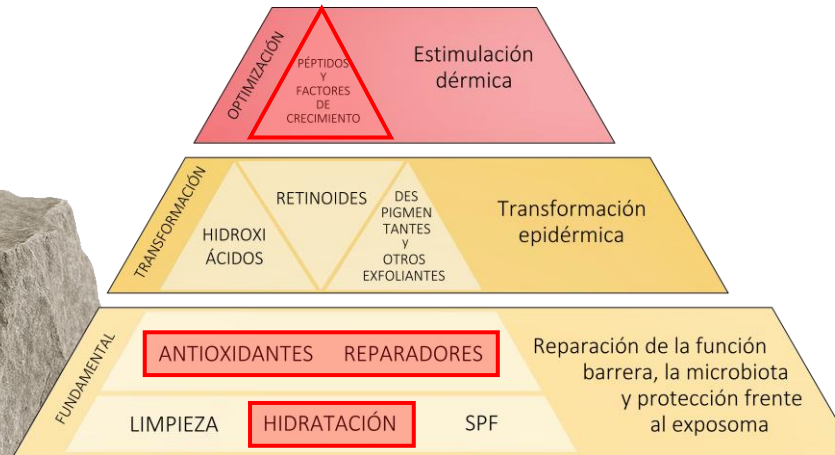 OPTIMIZACIÓN
PÉPTIDOS
Y
FACTORES
DE
CRECIMIENTO
Estimulación
dérmica
TRANSFORMACIÓN
HIDROXI
ÁCIDOS
RETINOIDES
DES
PIGMEN
TANTES
Y
OTROS
EXFOLIANTES
Transformación
epidérmica
FUNDAMENTAL
ANTIOXIDANTES REPARADORES
LIMPIEZA HIDRATACIÓN SPF
Reparación de la función
barrera, la microbiota
y protección frente
al exposoma